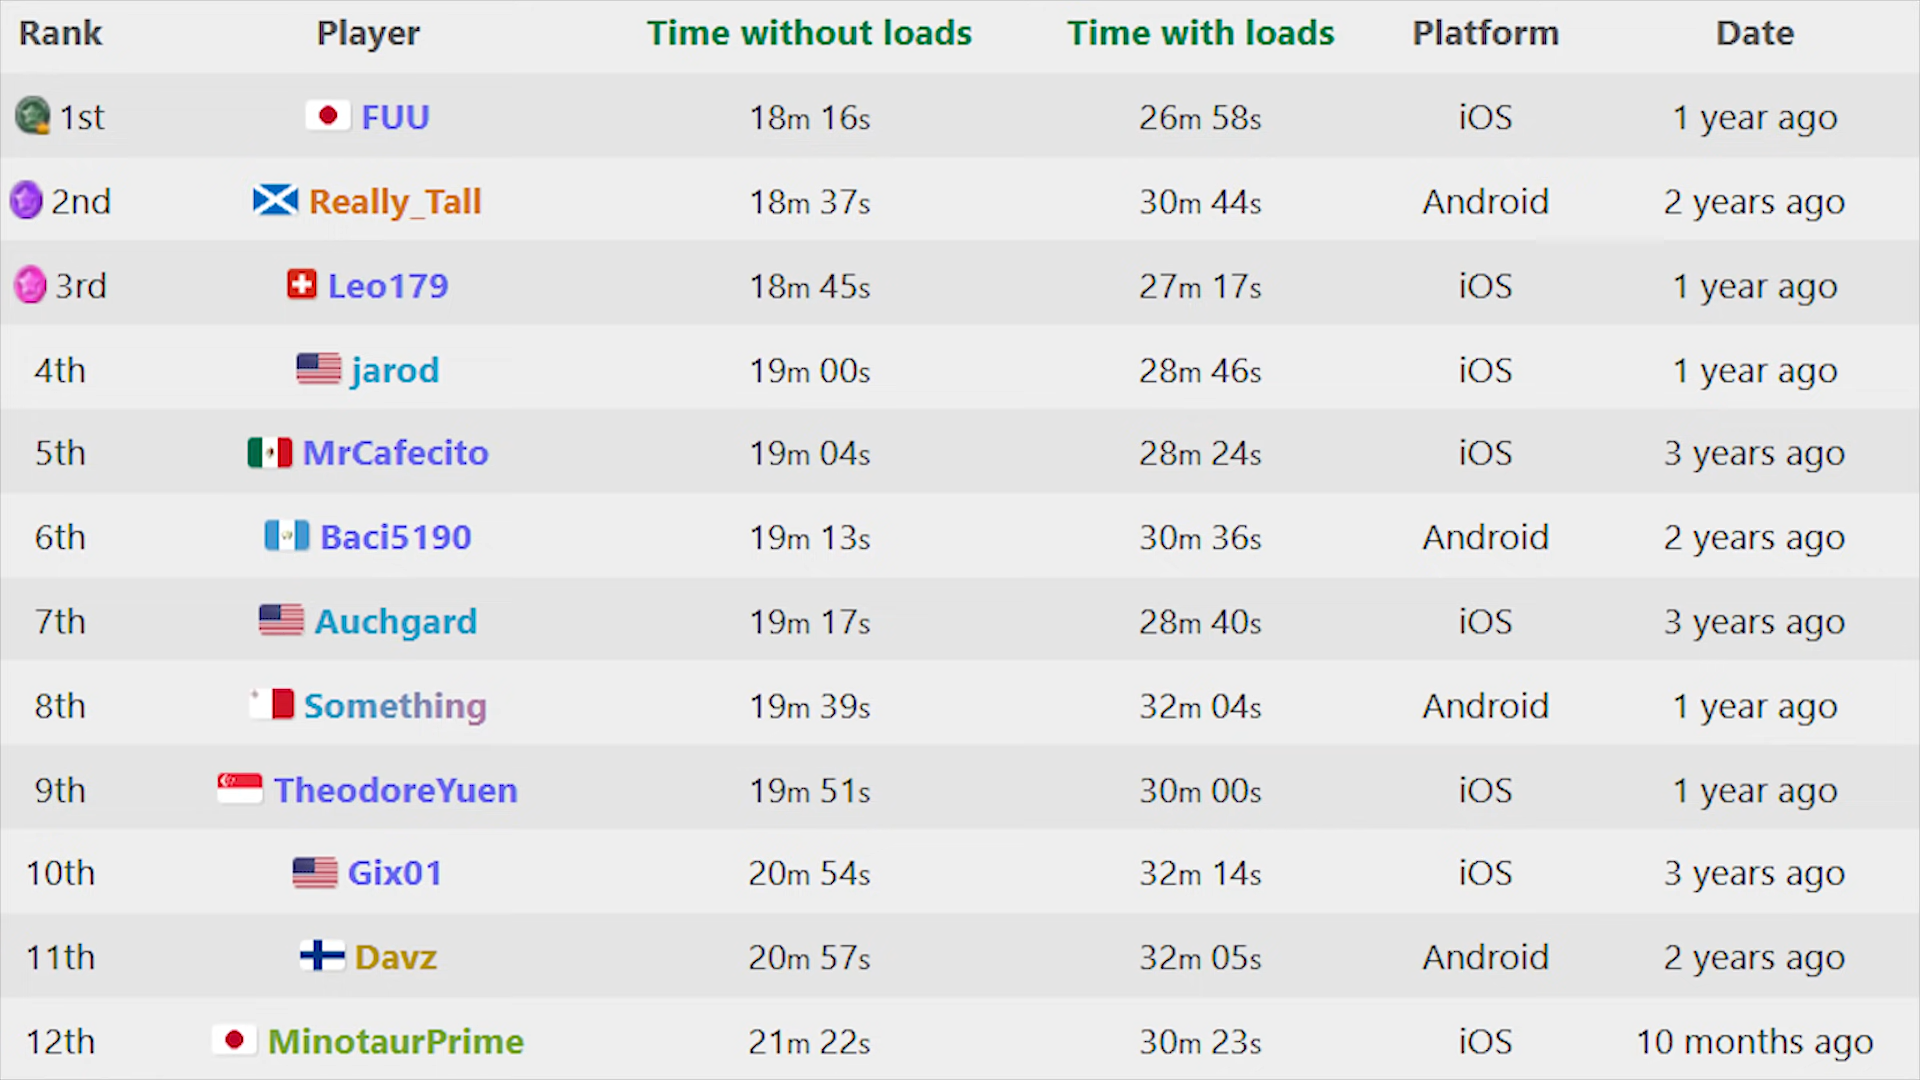 Rank Player Time without loads Time with loads Platform Date
1st FUU 18m 16s 26m 58s iOS 1 year ago
2nd Really_Tall 18m 37s 30m 44s Android 2 years ago
3rd Leo179 18m 45s 27m 17s iOS 1 year ago
4th jarod 19m 00s 28m 46s iOS 1 year ago
5th MrCafecito 19m 04s 28m 24s iOS 3 years ago
6th Baci5190 19m 13s 30m 36s Android 2 years ago
7th Auchgard 19m 17s 28m 40s iOS 3 years ago
8th Something 19m 39s 32m 04s Android 1 year ago
9th TheodoreYuen 19m 51s 30m 00s iOS 1 year ago
10th Gix01 20m 54s 32m 14s iOS 3 years ago
11th Davz 20m 57s 32m 05s Android 2 years ago
12th MinotaurPrime 21m 22s 30m 23s iOS 10 months ago